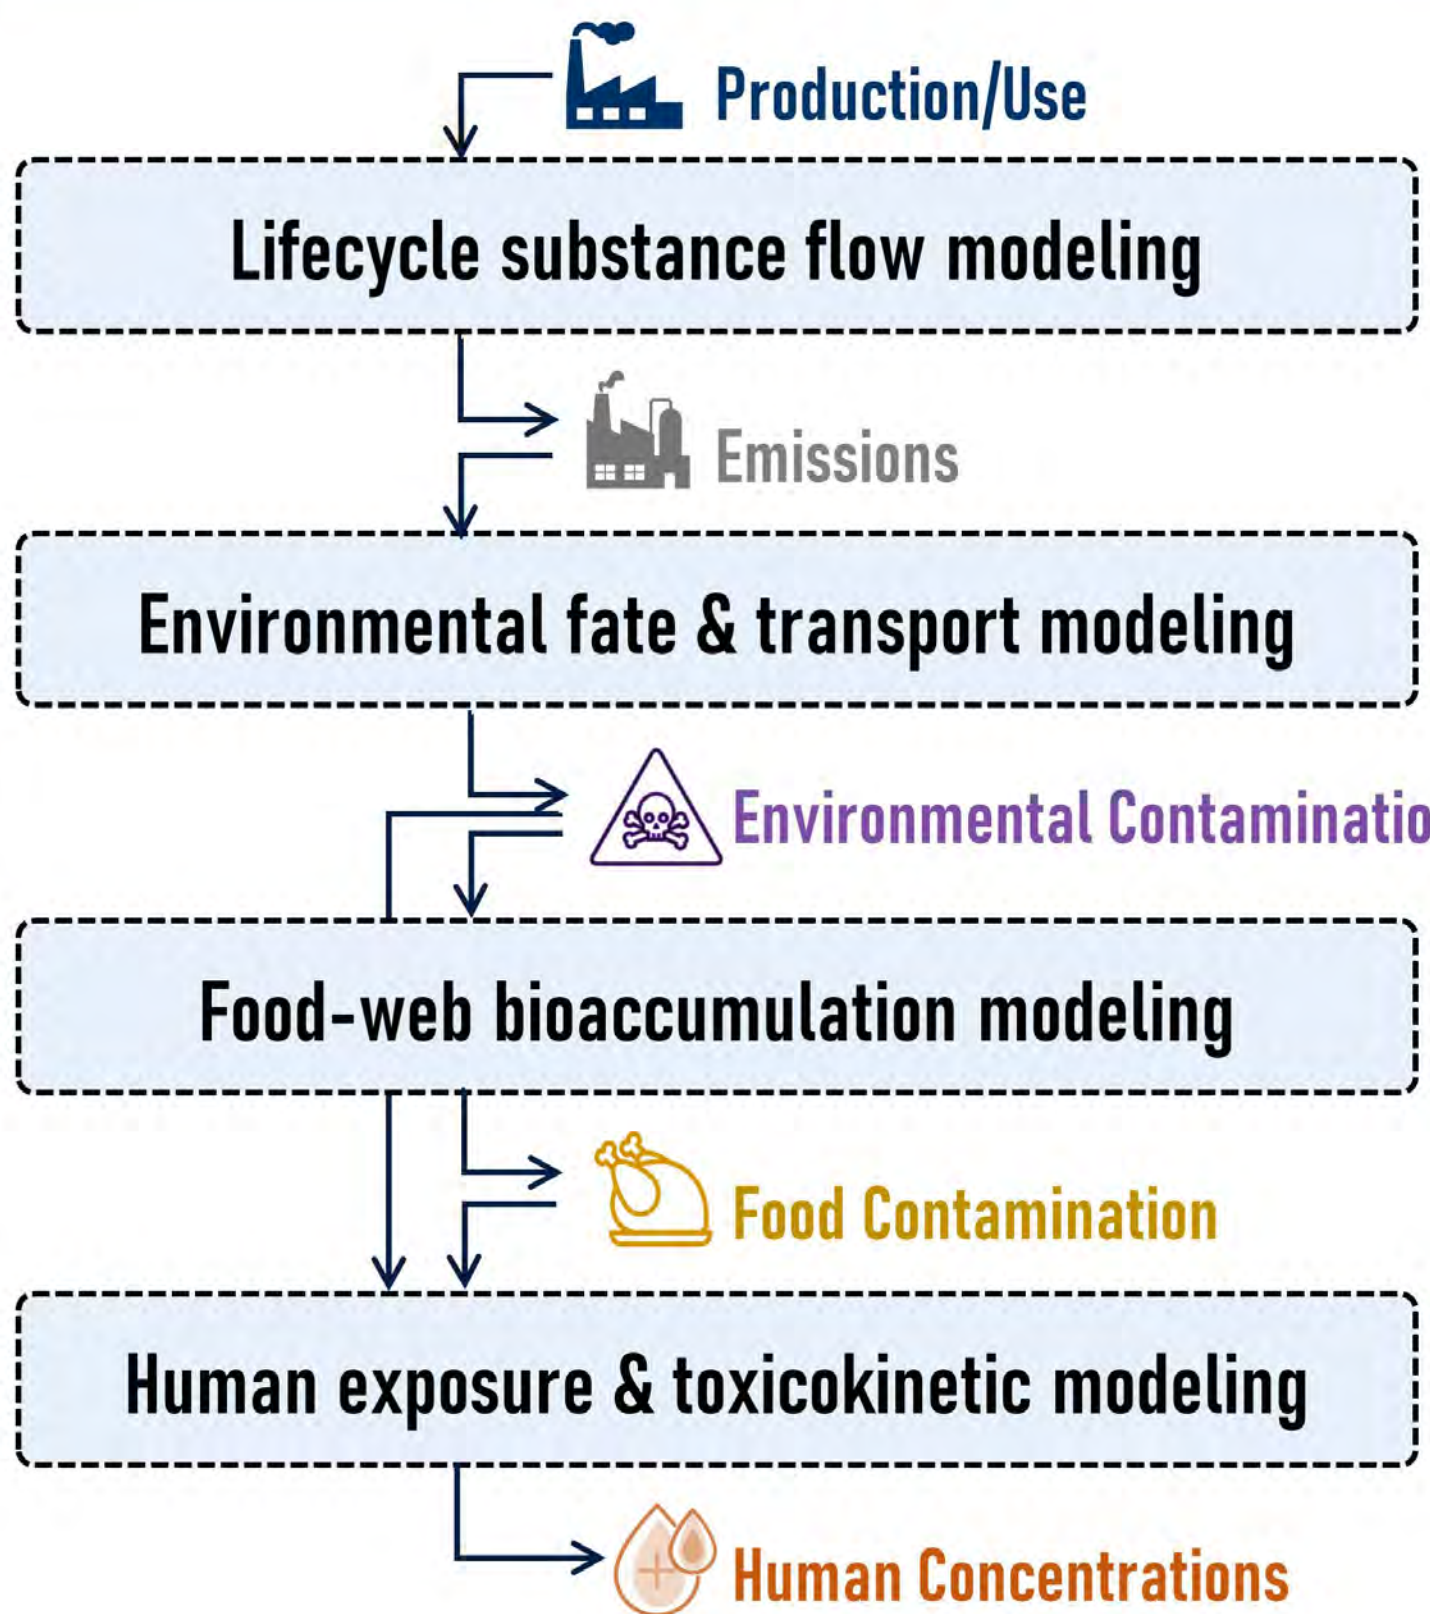 Production/Use
Lifecycle substance flow modeling
Emissions
Environmental fate & transport modeling
Environmental Contaminatio
Food-web bioaccumulation modeling
Food Contamination
Human exposure & toxicokinetic modeling
Human Concentrations